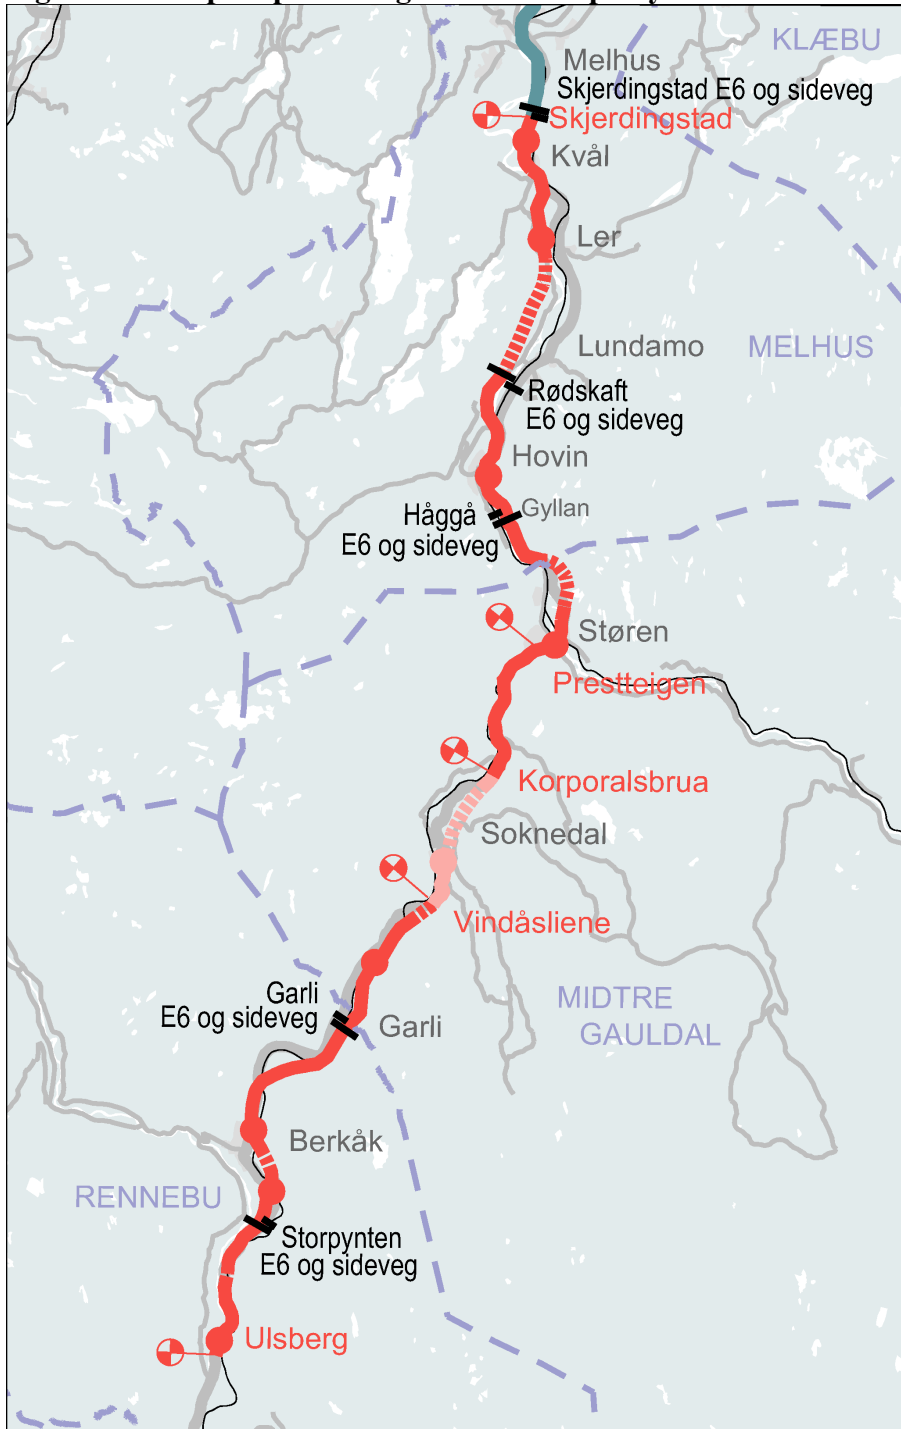 KLÆBU
Melhus
Skjerdingstad E6 og sideveg
Skjerdingstad
Kvål
Ler
Lundamo
MELHUS
Rødskaft
E6 og sideveg
Hovin
Håggå
Gyllan
E6 og sideveg
Støren
Prestteigen
Korporalsbrua
Soknedal
Vindåsliene
Garli
E6 og sideveg
MIDTRE
GAULDAL
Garli
Berkåk
RENNEBU
Storpynten
E6 og sideveg
Ulsberg